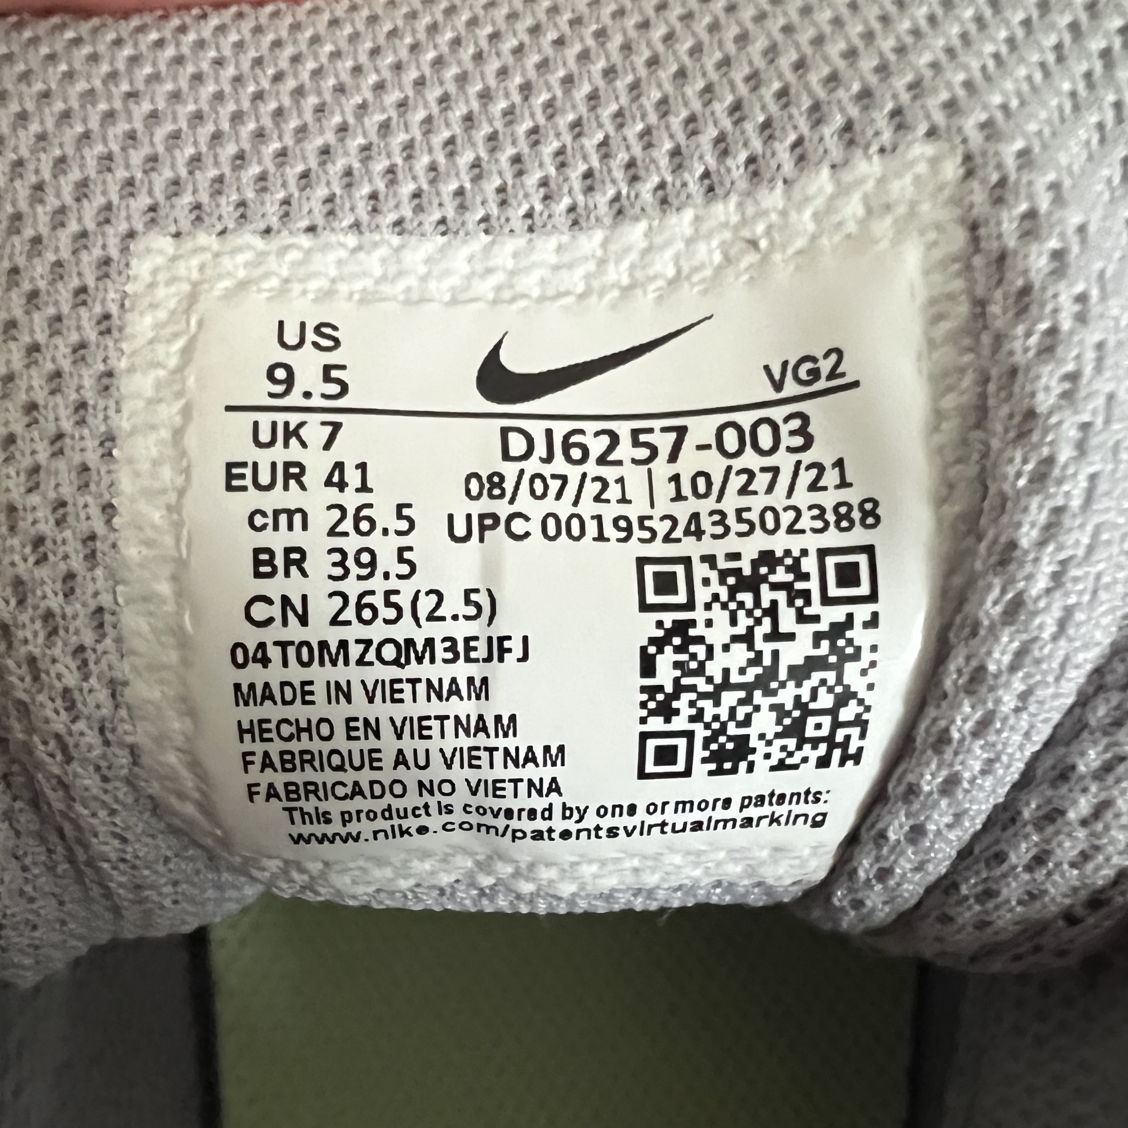 US
9.5
VG2
UK 7
EUR 41
cm 26.5
BR 39.5
CN 265(2.5)
DJ6257-003
08/07/21 | 10/27/21
UPC 00195243502388
04T0MZQM3EJFJ
MADE IN VIETNAM
HECHO EN VIETNAM
FABRIQUE AU VIETNAM
FABRICADO NO VIETNA
This product is covered by one or more patents:
www.nike.com/patentsvirtualmarking